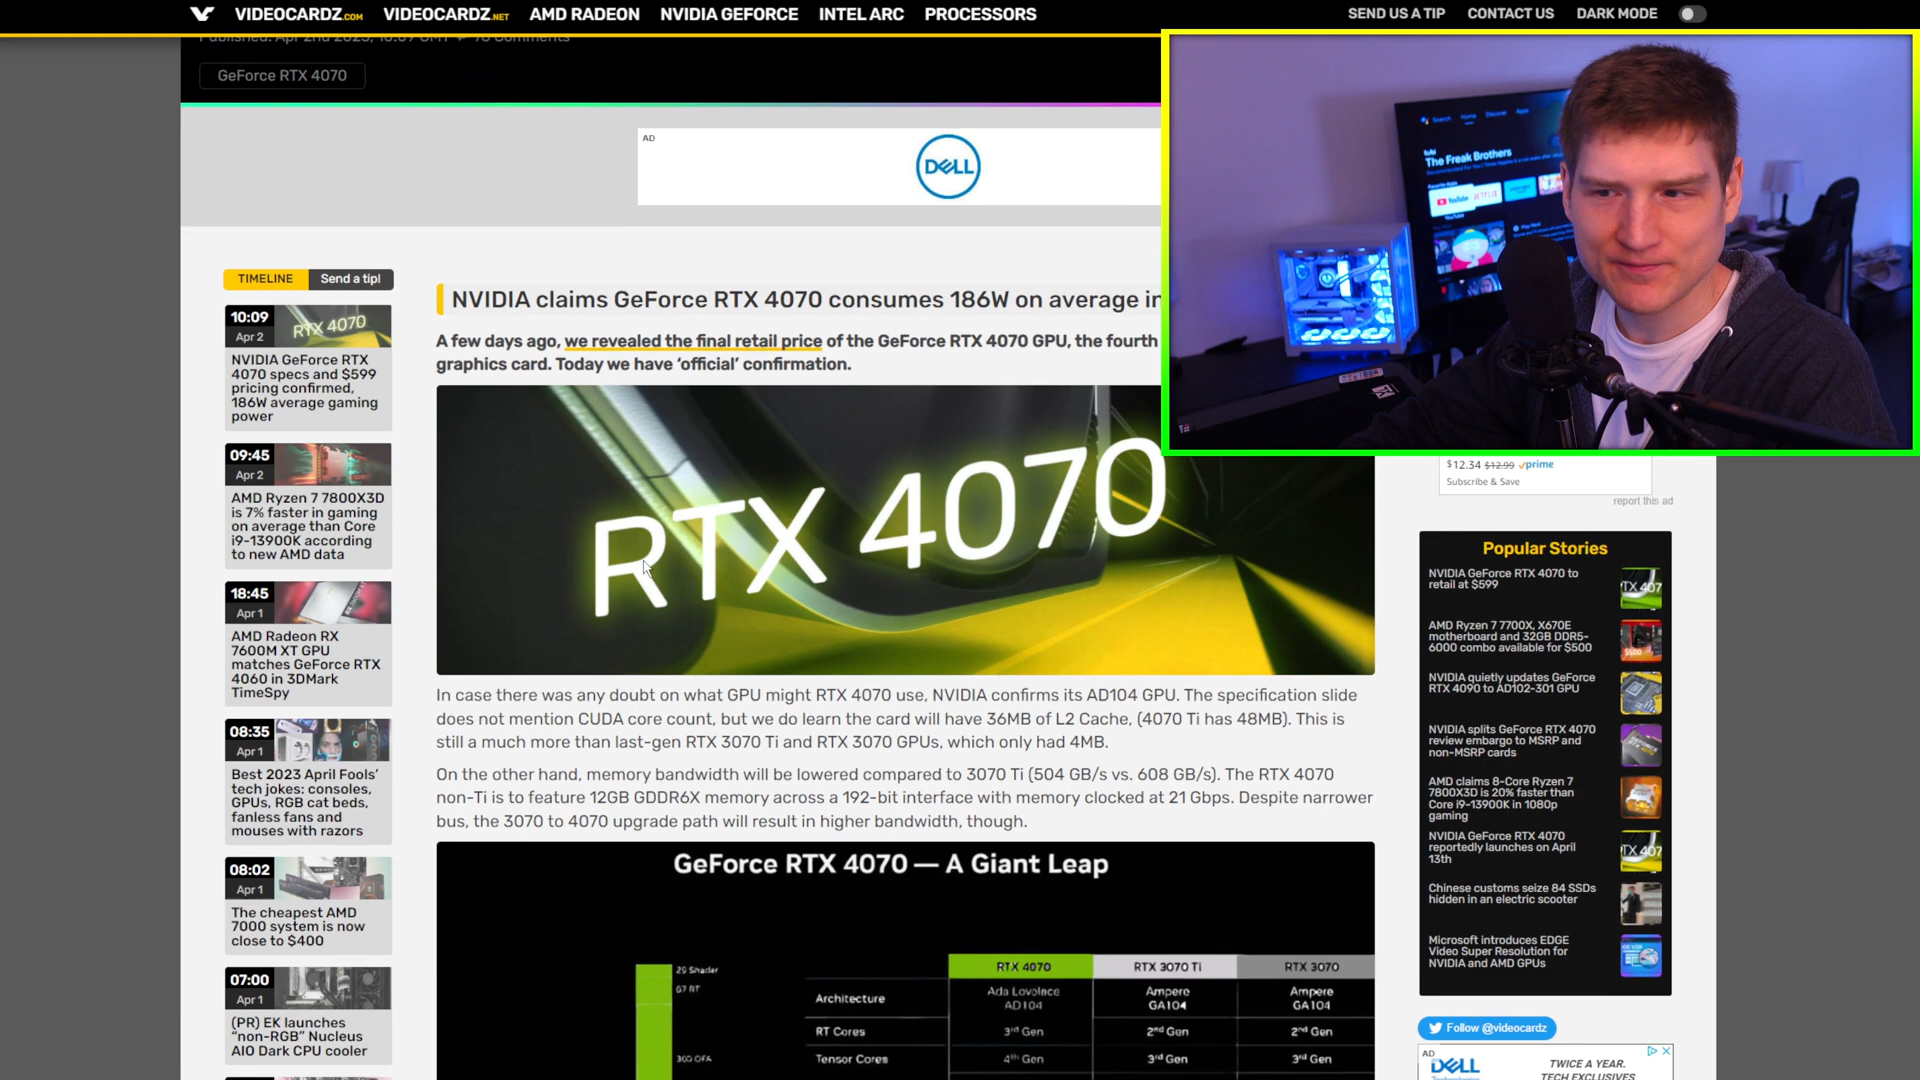 VIDEOCARDZ.COM VIDEOCARDZ.NET AMD RADEON NVIDIA GEFORCE INTEL ARC PROCESSORS SEND US A TIP CONTACT US DARK MODE
GeForce RTX 4070
AD
DELL
TIMELINE Send a tip!
10:09
Apr 2
RTX 4070
NVIDIA GeForce RTX
4070 specs and $599
pricing confirmed,
186W average gaming
power
09:45
Apr 2
AMD Ryzen 7 7800X3D
is 7% faster in gaming
on average than Core
i9-13900K according
to new AMD data
18:45
Apr 1
AMD Radeon RX
7600M XT GPU
matches GeForce RTX
4060 in 3DMark
TimeSpy
08:35
Apr 1
Best 2023 April Fools'
tech jokes: consoles,
GPUs, RGB cat beds,
fanless fans and
mouses with razors
08:02
Apr 1
The cheapest AMD
7000 system is now
close to $400
07:00
Apr 1
(PR) EK launches
“non-RGB” Nucleus
AIO Dark CPU cooler
NVIDIA claims GeForce RTX 4070 consumes 186W on average in
A few days ago, we revealed the final retail price of the GeForce RTX 4070 GPU, the fourth
graphics card. Today we have ‘official’ confirmation.
RTX 4070
In case there was any doubt on what GPU might RTX 4070 use, NVIDIA confirms its AD104 GPU. The specification slide
does not mention CUDA core count, but we do learn the card will have 36MB of L2 Cache, (4070 Ti has 48MB). This is
still a much more than last-gen RTX 3070 Ti and RTX 3070 GPUs, which only had 4MB.
On the other hand, memory bandwidth will be lowered compared to 3070 Ti (504 GB/s vs. 608 GB/s). The RTX 4070
non-Ti is to feature 12GB GDDR6X memory across a 192-bit interface with memory clocked at 21 Gbps. Despite narrower
bus, the 3070 to 4070 upgrade path will result in higher bandwidth, though.
GeForce RTX 4070 — A Giant Leap
RTX 4070 RTX 3070 Ti RTX 3070
Architecture Ada Lovelace AD104 Ampere GA104 Ampere GA104
RT Cores 3rd Gen 2nd Gen 2nd Gen
Tensor Cores 4th Gen 3rd Gen 3rd Gen
29 Shader
67 RT
Search Home Discover Apps
tubi
The Freak Brothers
YouTube NETFLIX
$12.34 $12.99 prime
Subscribe & Save
report this ad
Popular Stories
NVIDIA GeForce RTX 4070 to
retail at $599
AMD Ryzen 7 7700X, X670E
motherboard and 32GB DDR5-
6000 combo available for $500
NVIDIA quietly updates GeForce
RTX 4090 to AD102-301 GPU
NVIDIA splits GeForce RTX 4070
review embargo to MSRP and
non-MSRP cards
AMD claims 8-Core Ryzen 7
7800X3D is 20% faster than
Core i9-13900K in 1080p
gaming
NVIDIA GeForce RTX 4070
reportedly launches on April
13th
Chinese customs seize 84 SSDs
hidden in an electric scooter
Microsoft introduces EDGE
Video Super Resolution for
NVIDIA and AMD GPUs
Follow @videocardz
AD
DELL
TWICE A YEAR.
TECH EXCLUSIVES